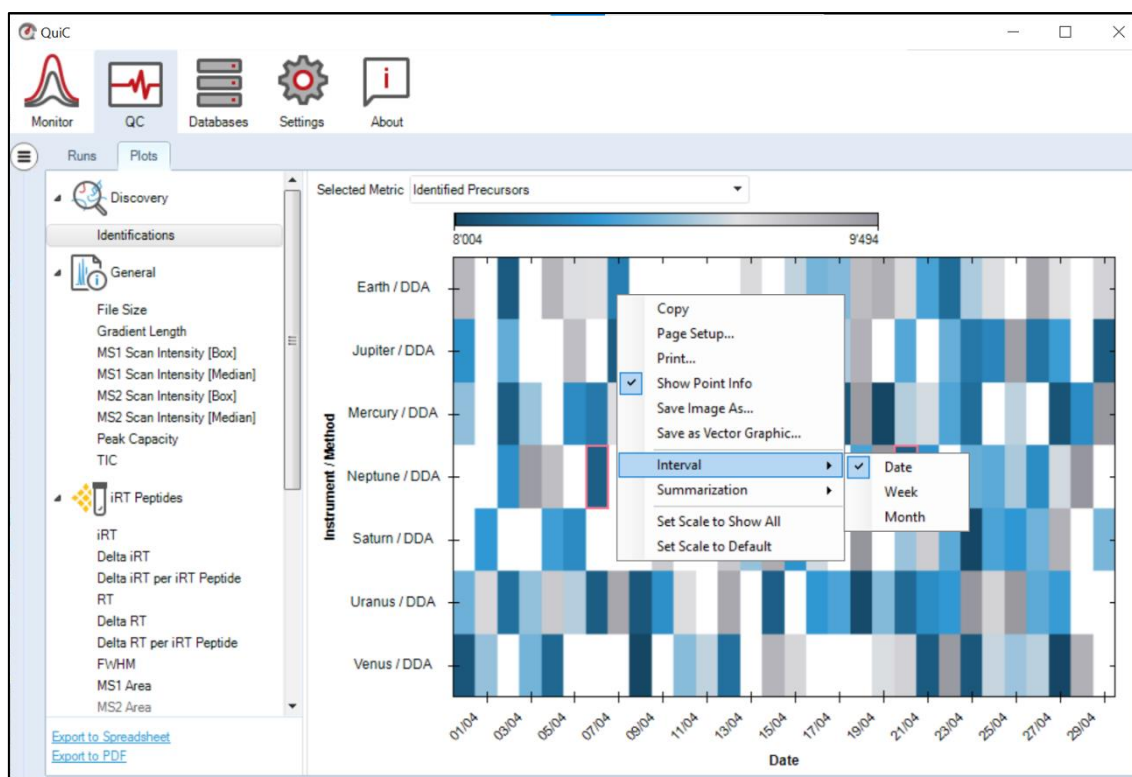 QuiC
Monitor
QC
Databases
Settings
About
Runs
Plots
Discovery
Identifications
General
File Size
Gradient Length
MS1 Scan Intensity [Box]
MS1 Scan Intensity [Median]
MS2 Scan Intensity [Box]
MS2 Scan Intensity [Median]
Peak Capacity
TIC
iRT Peptides
iRT
Delta iRT
Delta iRT per iRT Peptide
RT
Delta RT
Delta RT per iRT Peptide
FWHM
MS1 Area
MS2 Area
Export to Spreadsheet
Export to PDF
Selected Metric
Identified Precursors
8'004
9'494
Instrument / Method
Earth / DDA
Jupiter / DDA
Mercury / DDA
Neptune / DDA
Saturn / DDA
Uranus / DDA
Venus / DDA
Copy
Page Setup...
Print...
Show Point Info
Save Image As...
Save as Vector Graphic...
Interval
Summarization
Set Scale to Show All
Set Scale to Default
Date
Week
Month
01/04
03/04
05/04
07/04
09/04
11/04
13/04
15/04
17/04
19/04
21/04
23/04
25/04
27/04
29/04
Date